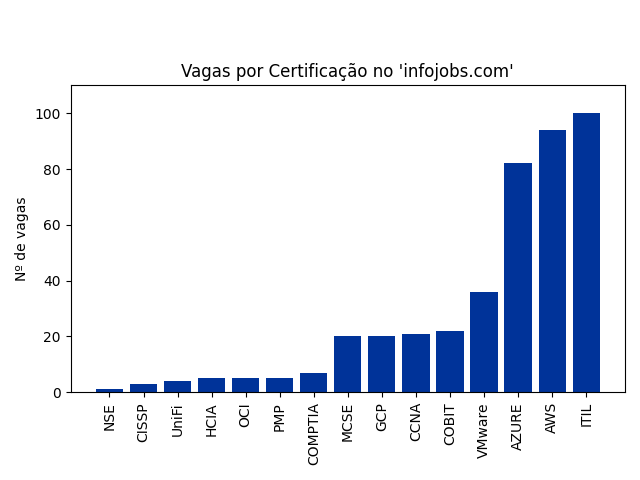 Vagas por Certificação no 'infojobs.com'
Nº de vagas
100
80
60
40
20
0
NSE
CISSP
UniFi
HCIA
OCI
PMP
COMPTIA
MCSE
GCP
CCNA
COBIT
VMware
AZURE
AWS
ITIL